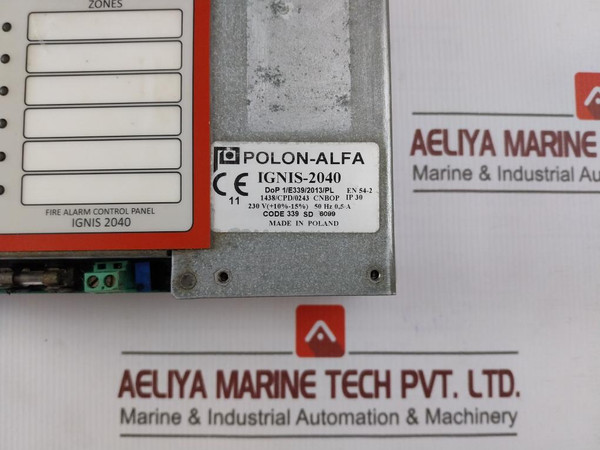 ZONES
FIRE ALARM CONTROL PANEL
IGNIS 2040
POLON-ALFA
IGNIS-2040
CE
11
DoP 1/E339/2013/PL EN 54-2
1438/CPD/0243 CNBOP IP 30
230 V(+10%-15%) 50 Hz 0,5 A
CODE 339 SD 6099
MADE IN POLAND
AELIYA MARINE
Marine & Industrial Autom
AELIYA MARINE TECH PVT. LTD.
Marine & Industrial Automation & Machinery